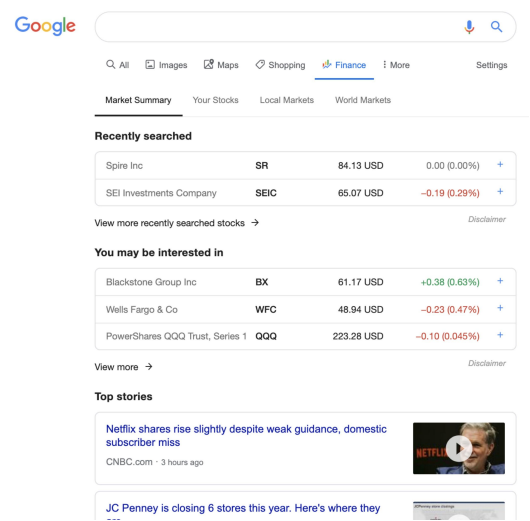 Google
All Images Maps Shopping Finance More Settings
Market Summary Your Stocks Local Markets World Markets
Recently searched
Spire Inc SR 84.13 USD 0.00 (0.00%) +
SEI Investments Company SEIC 65.07 USD −0.19 (0.29%) +
View more recently searched stocks → Disclaimer
You may be interested in
Blackstone Group Inc BX 61.17 USD +0.38 (0.63%) +
Wells Fargo & Co WFC 48.94 USD −0.23 (0.47%) +
PowerShares QQQ Trust, Series 1 QQQ 223.28 USD −0.10 (0.045%) +
View more → Disclaimer
Top stories
Netflix shares rise slightly despite weak guidance, domestic
subscriber miss
NETFLIX
CNBC.com · 3 hours ago
JC Penney is closing 6 stores this year. Here's where they